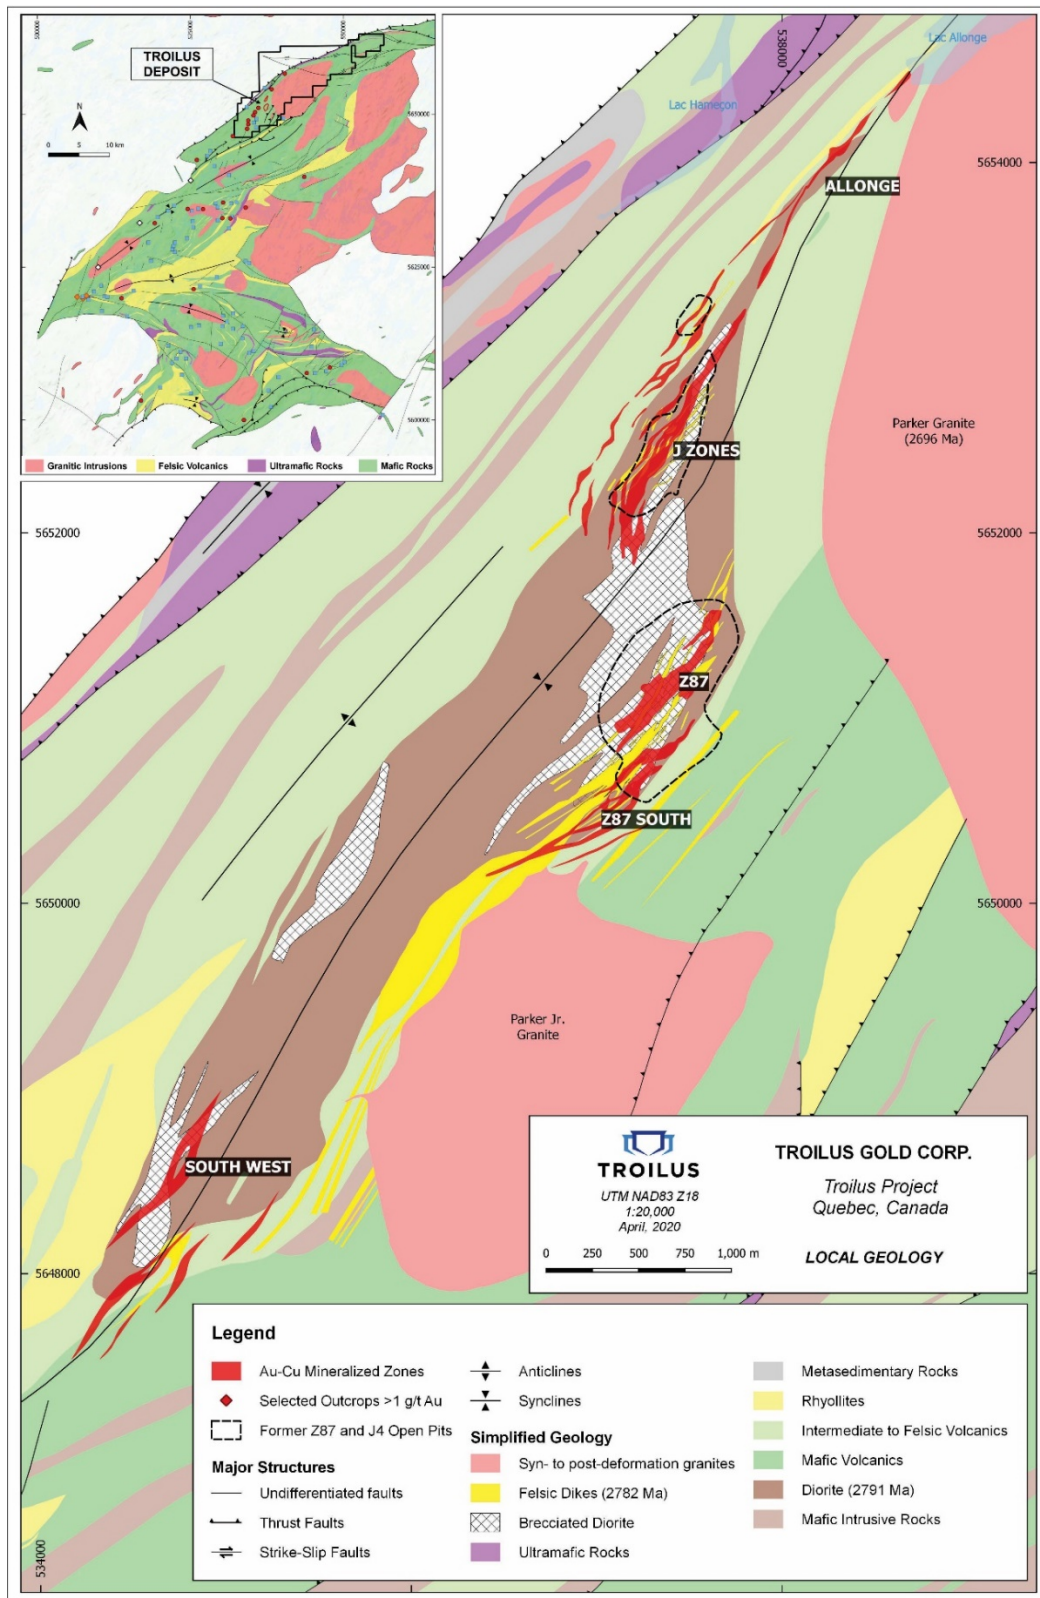 500000
525000
550000
TROILUS
DEPOSIT
N
0 5 10 km
5650000
5625000
5600000
Granitic Intrusions
Felsic Volcanics
Ultramafic Rocks
Mafic Rocks
538000
Lac Allonge
Lac Hameçon
5654000
ALLONGE
Parker Granite
(2696 Ma)
J ZONES
5652000
5652000
Z87
Z87 SOUTH
5650000
5650000
Parker Jr.
Granite
SOUTH WEST
5648000
534000
TROILUS
UTM NAD83 Z18
1:20,000
April, 2020
0 250 500 750 1,000 m
TROILUS GOLD CORP.
Troilus Project
Quebec, Canada
LOCAL GEOLOGY
Legend
Au-Cu Mineralized Zones
Selected Outcrops >1 g/t Au
Former Z87 and J4 Open Pits
Major Structures
Undifferentiated faults
Thrust Faults
Strike-Slip Faults
Anticlines
Synclines
Simplified Geology
Syn- to post-deformation granites
Felsic Dikes (2782 Ma)
Brecciated Diorite
Ultramafic Rocks
Metasedimentary Rocks
Rhyollites
Intermediate to Felsic Volcanics
Mafic Volcanics
Diorite (2791 Ma)
Mafic Intrusive Rocks